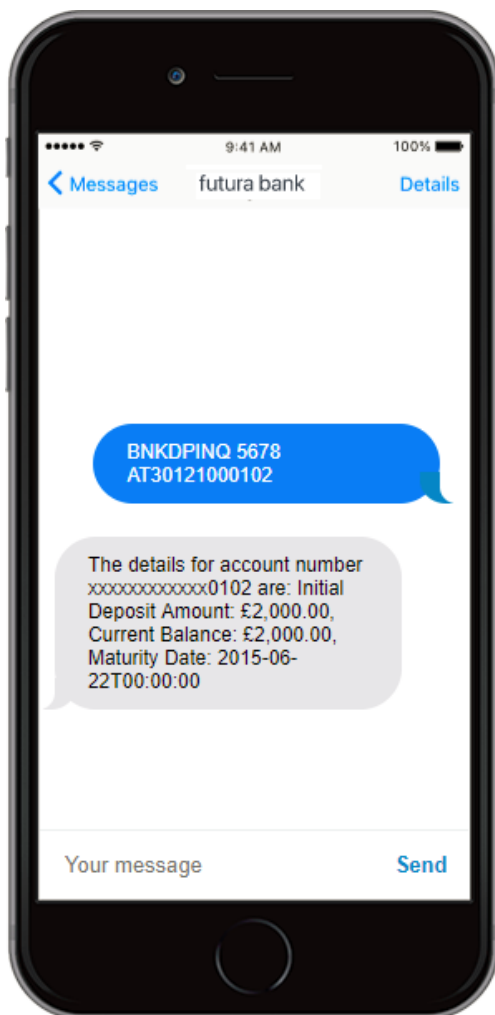 9:41 AM
100%
Messages
futura bank
Details
BNKDPINQ 5678
AT30121000102
The details for account number
xxxxxxxxxxxx0102 are: Initial
Deposit Amount: £2,000.00,
Current Balance: £2,000.00,
Maturity Date: 2015-06-
22T00:00:00
Your message
Send